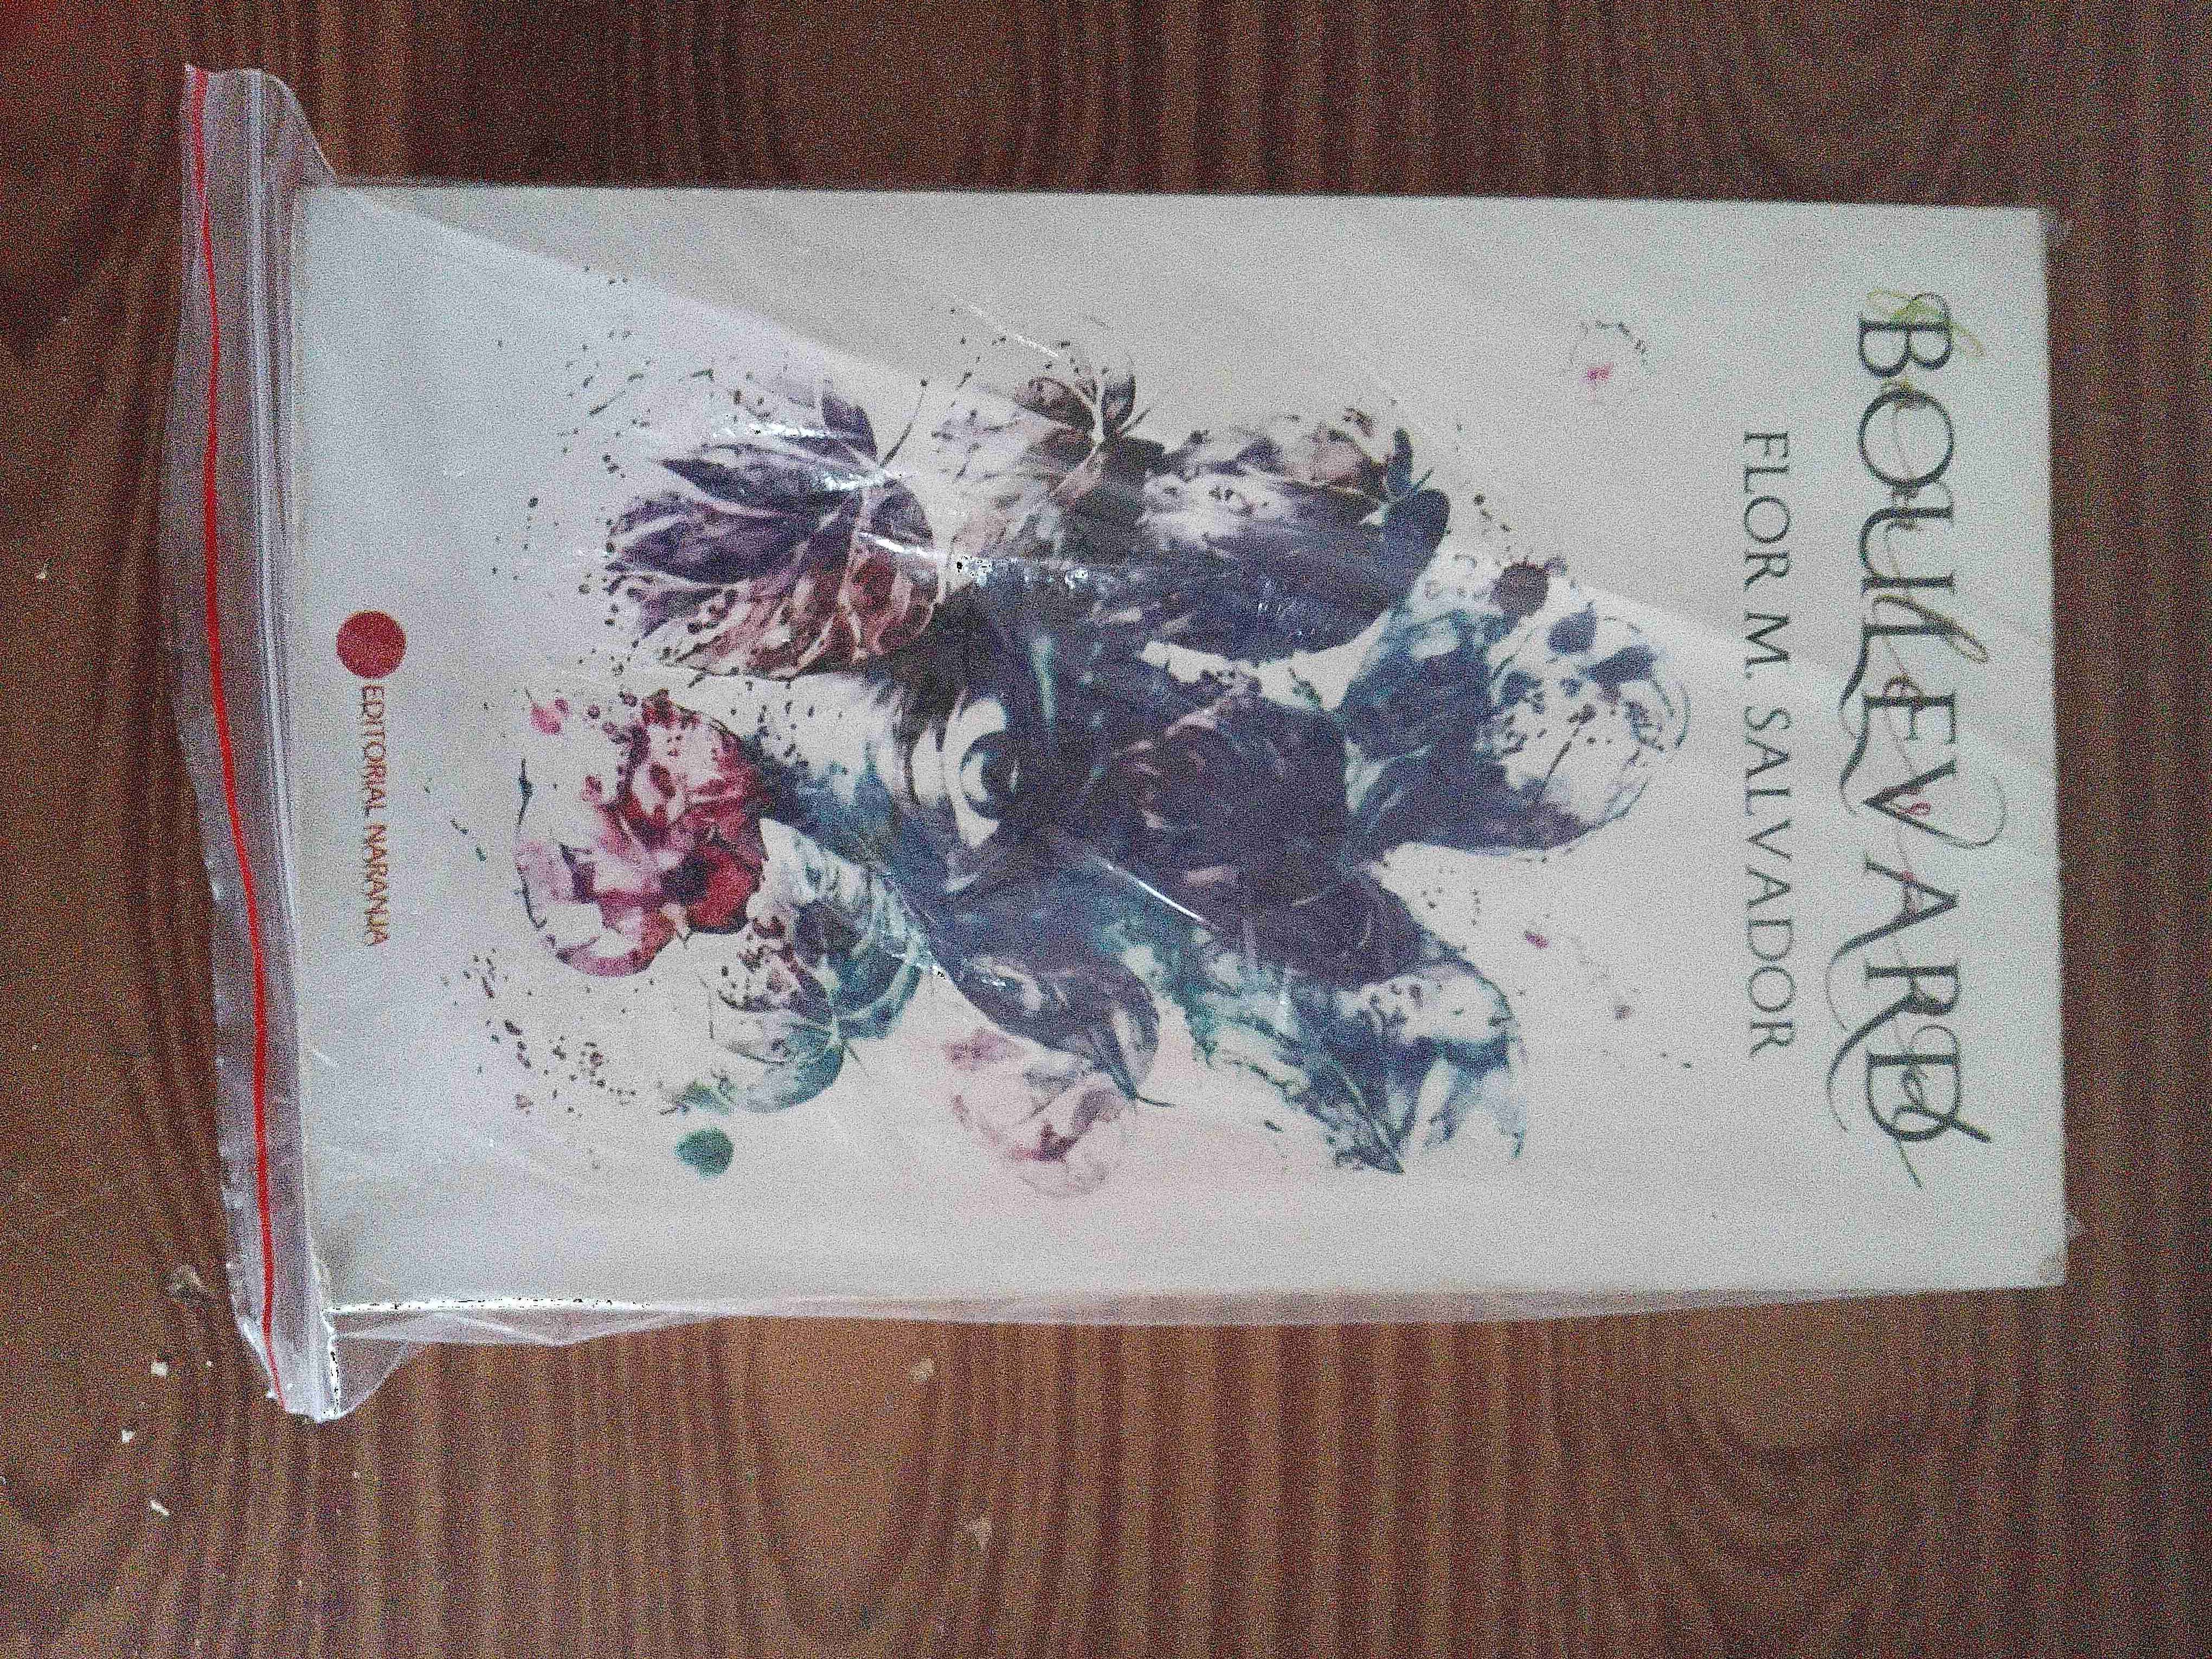 BOULEVARD
FLOR M. SALVADOR
EDITORIAL NARANJA